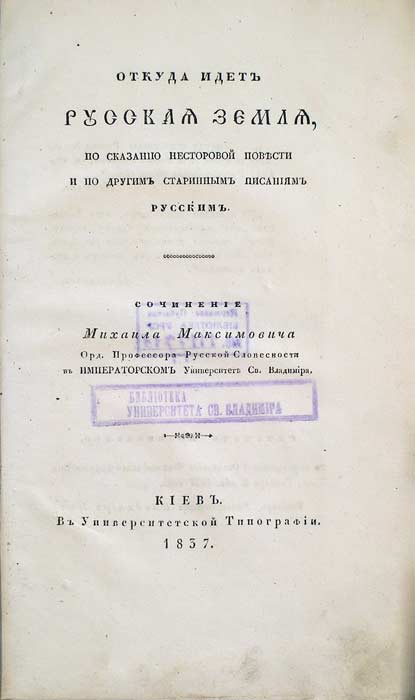 ОТКУДА ИДЕТЪ
РУССКАЯ ЗЕМЛЯ,
ПО СКАЗАНІЮ НЕСТОРОВОЙ ПОВѢСТИ
И ПО ДРУГИМЪ СТАРИННЫМЪ ПИСАНІЯМЪ
РУССКИМЪ.
СОЧИНЕНІЕ
Михаила Максимовича
Орд. Профессора Русской Словесности
въ ИМПЕРАТОРСКОМЪ Университетѣ Св. Владиміра.
БИБЛІОТЕКА
УНИВЕРСИТЕТА СВ. ВЛАДИМІРА
КІЕВЪ.
Въ Университетской Типографіи.
1837.